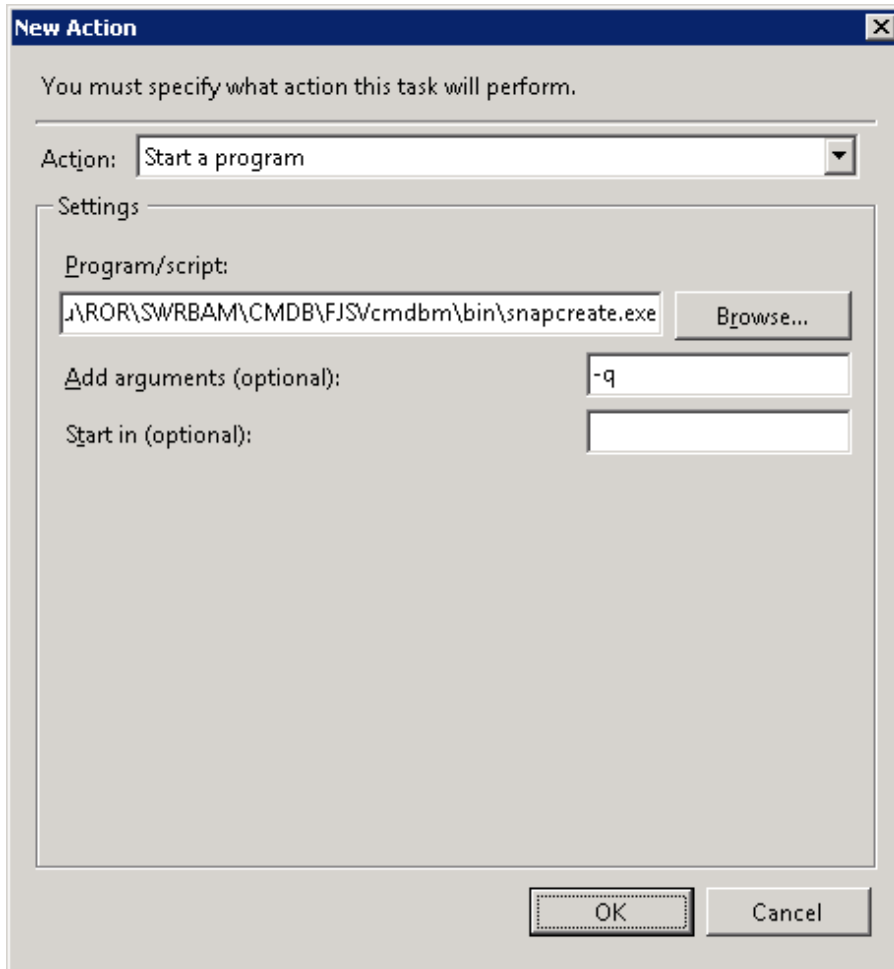 New Action
You must specify what action this task will perform.
Action: Start a program
Settings
Program/script:
\ROR\SWRBAM\CMDB\FJSVcmdbm\bin\snapcreate.exe Browse...
Add arguments (optional): -q
Start in (optional):
OK Cancel